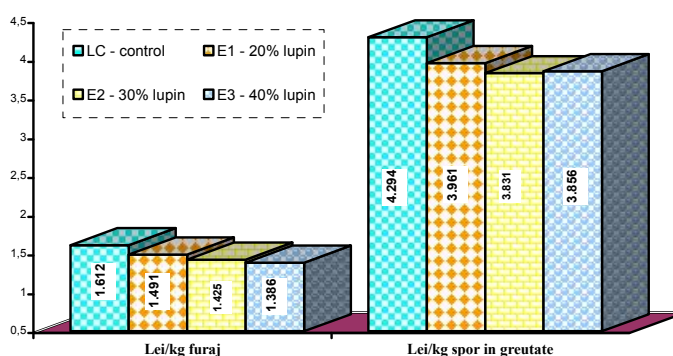 4,5
4
3,5
3
2,5
2
1,5
1
0,5
LC - control
E1 - 20% lupin
E2 - 30% lupin
E3 - 40% lupin
1.612
1.491
1.425
1.386
4.294
3.961
3.831
3.856
Lei/kg furaj
Lei/kg spor in greutate